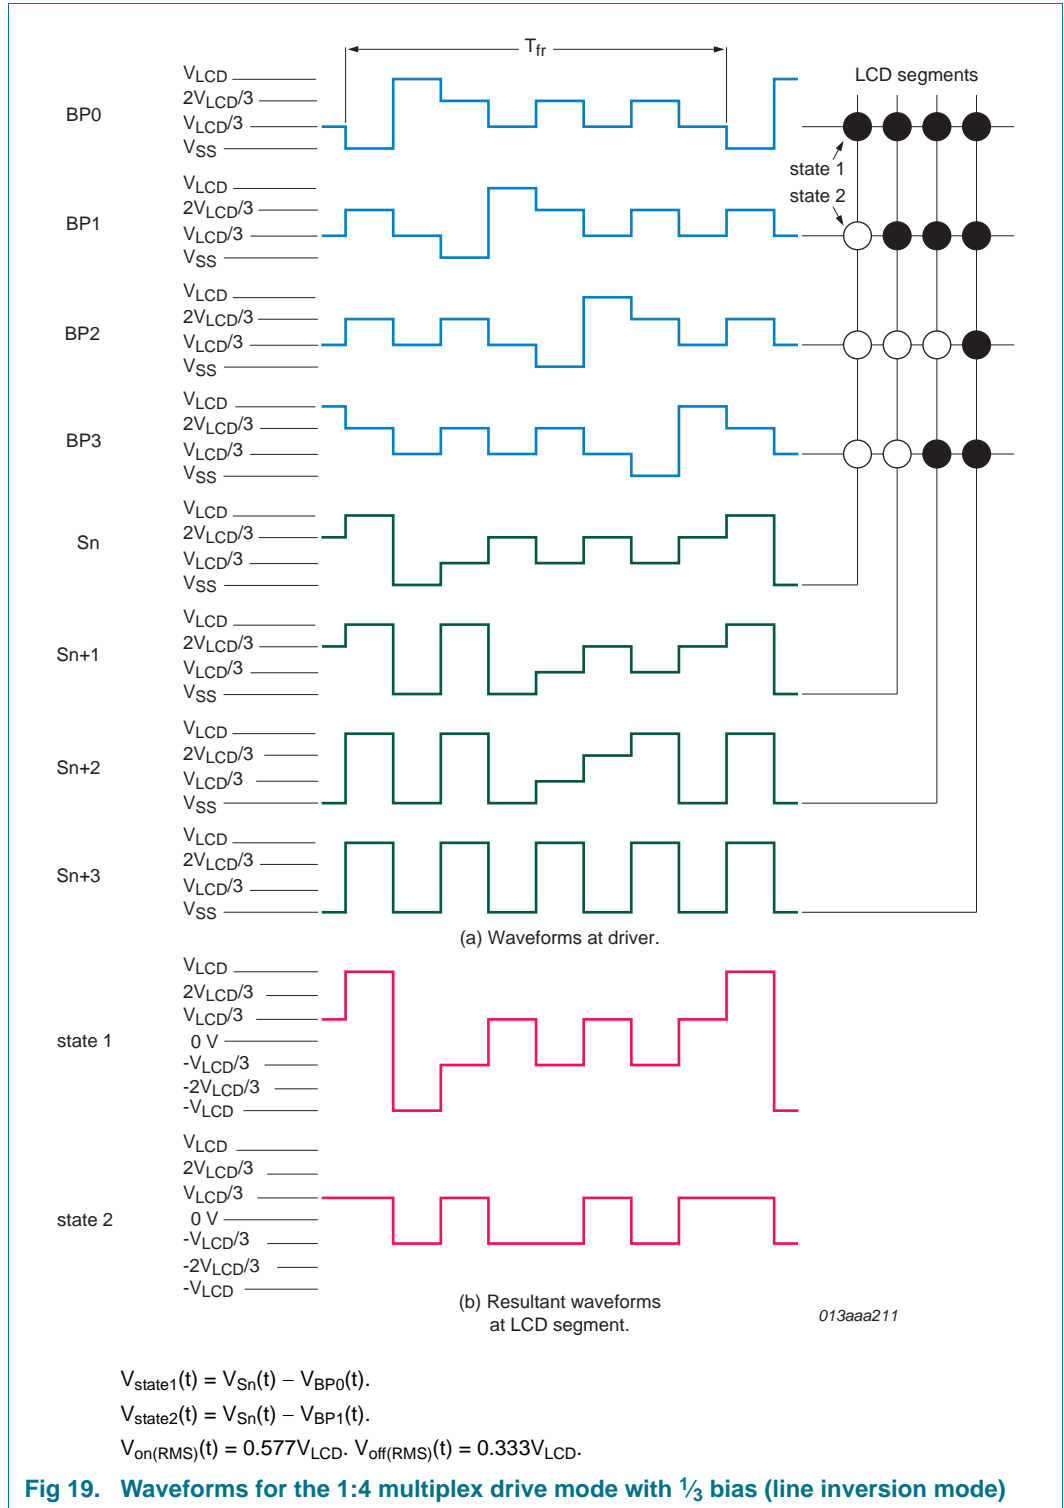 Tfr
VLCD
2VLCD/3
BP0
VLCD/3
VSS
LCD segments
state 1
state 2
VLCD
2VLCD/3
BP1
VLCD/3
VSS
VLCD
2VLCD/3
BP2
VLCD/3
VSS
VLCD
2VLCD/3
BP3
VLCD/3
VSS
VLCD
2VLCD/3
Sn
VLCD/3
VSS
VLCD
2VLCD/3
Sn+1
VLCD/3
VSS
VLCD
2VLCD/3
Sn+2
VLCD/3
VSS
VLCD
2VLCD/3
Sn+3
VLCD/3
VSS
(a) Waveforms at driver.
VLCD
2VLCD/3
VLCD/3
state 1
0 V
-VLCD/3
-2VLCD/3
-VLCD
VLCD
2VLCD/3
VLCD/3
state 2
0 V
-VLCD/3
-2VLCD/3
-VLCD
(b) Resultant waveforms
at LCD segment.
013aaa211
Vstate1(t) = VSn(t) − VBP0(t).
Vstate2(t) = VSn(t) − VBP1(t).
Von(RMS)(t) = 0.577VLCD. Voff(RMS)(t) = 0.333VLCD.
Fig 19. Waveforms for the 1:4 multiplex drive mode with 1⁄3 bias (line inversion mode)